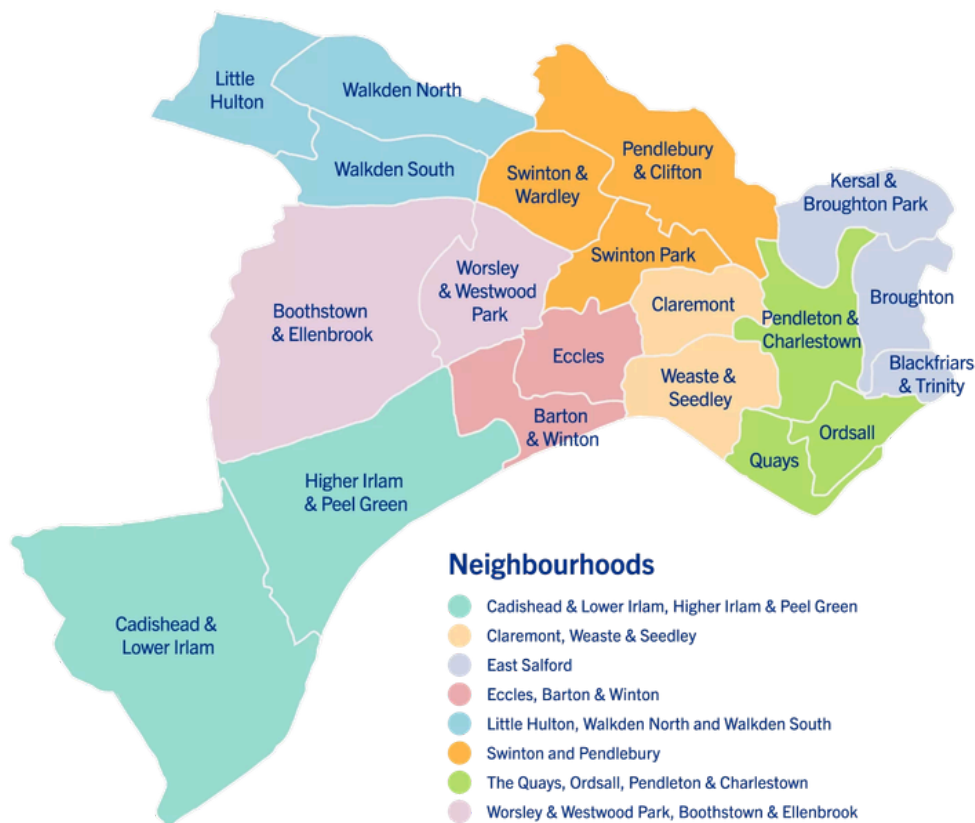 Little
Hulton
Walkden North
Walkden South
Swinton &
Wardley
Pendlebury
& Clifton
Kersal &
Broughton Park
Swinton Park
Worsley
& Westwood
Park
Boothstown
& Ellenbrook
Claremont
Broughton
Pendleton &
Charlestown
Eccles
Weaste &
Seedley
Blackfriars
& Trinity
Barton
& Winton
Ordsall
Quays
Higher Irlam
& Peel Green
Cadishead &
Lower Irlam
Neighbourhoods
Cadishead & Lower Irlam, Higher Irlam & Peel Green
Claremont, Weaste & Seedley
East Salford
Eccles, Barton & Winton
Little Hulton, Walkden North and Walkden South
Swinton and Pendlebury
The Quays, Ordsall, Pendleton & Charlestown
Worsley & Westwood Park, Boothstown & Ellenbrook